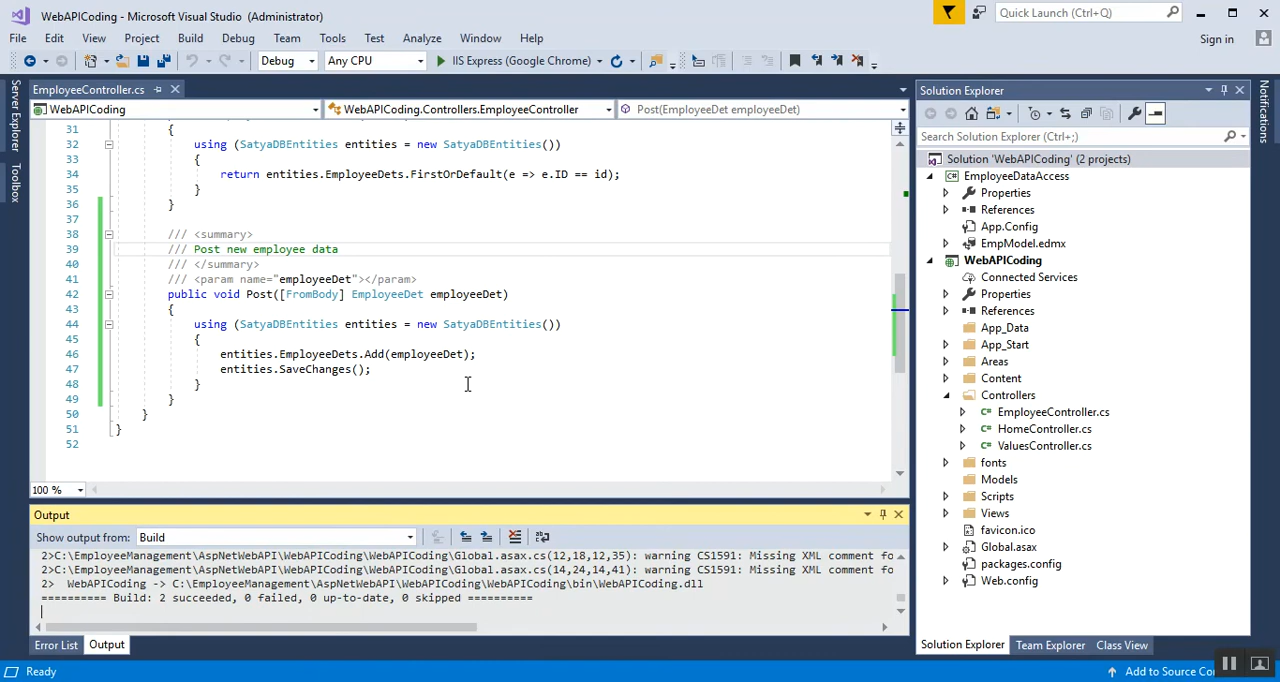 WebAPICoding - Microsoft Visual Studio (Administrator)
Quick Launch (Ctrl+Q)
File Edit View Project Build Debug Team Tools Test Analyze Window Help
Sign in
Debug Any CPU IIS Express (Google Chrome)
Server Explorer
Toolbox
Notifications
EmployeeController.cs
WebAPICoding WebAPICoding.Controllers.EmployeeController Post(EmployeeDet employeeDet)
31 {
32 using (SatyaDBEntities entities = new SatyaDBEntities())
33 {
34 return entities.EmployeeDets.FirstOrDefault(e => e.ID == id);
35 }
36 }
37
38 /// <summary>
39 /// Post new employee data
40 /// </summary>
41 /// <param name="employeeDet"></param>
42 public void Post([FromBody] EmployeeDet employeeDet)
43 {
44 using (SatyaDBEntities entities = new SatyaDBEntities())
45 {
46 entities.EmployeeDets.Add(employeeDet);
47 entities.SaveChanges();
48 }
49 }
50 }
51 }
52
100 %
Output
Show output from: Build
2>C:\EmployeeManagement\AspNetWebAPI\WebAPICoding\WebAPICoding\Global.asax.cs(12,18,12,35): warning CS1591: Missing XML comment fo
2>C:\EmployeeManagement\AspNetWebAPI\WebAPICoding\WebAPICoding\Global.asax.cs(14,24,14,41): warning CS1591: Missing XML comment fo
2> WebAPICoding -> C:\EmployeeManagement\AspNetWebAPI\WebAPICoding\WebAPICoding\bin\WebAPICoding.dll
========== Build: 2 succeeded, 0 failed, 0 up-to-date, 0 skipped ==========
Error List Output
Solution Explorer
Search Solution Explorer (Ctrl+;)
Solution 'WebAPICoding' (2 projects)
EmployeeDataAccess
Properties
References
App.Config
EmpModel.edmx
WebAPICoding
Connected Services
Properties
References
App_Data
App_Start
Areas
Content
Controllers
EmployeeController.cs
HomeController.cs
ValuesController.cs
fonts
Models
Scripts
Views
favicon.ico
Global.asax
packages.config
Web.config
Solution Explorer Team Explorer Class View
Ready
Add to Source Co